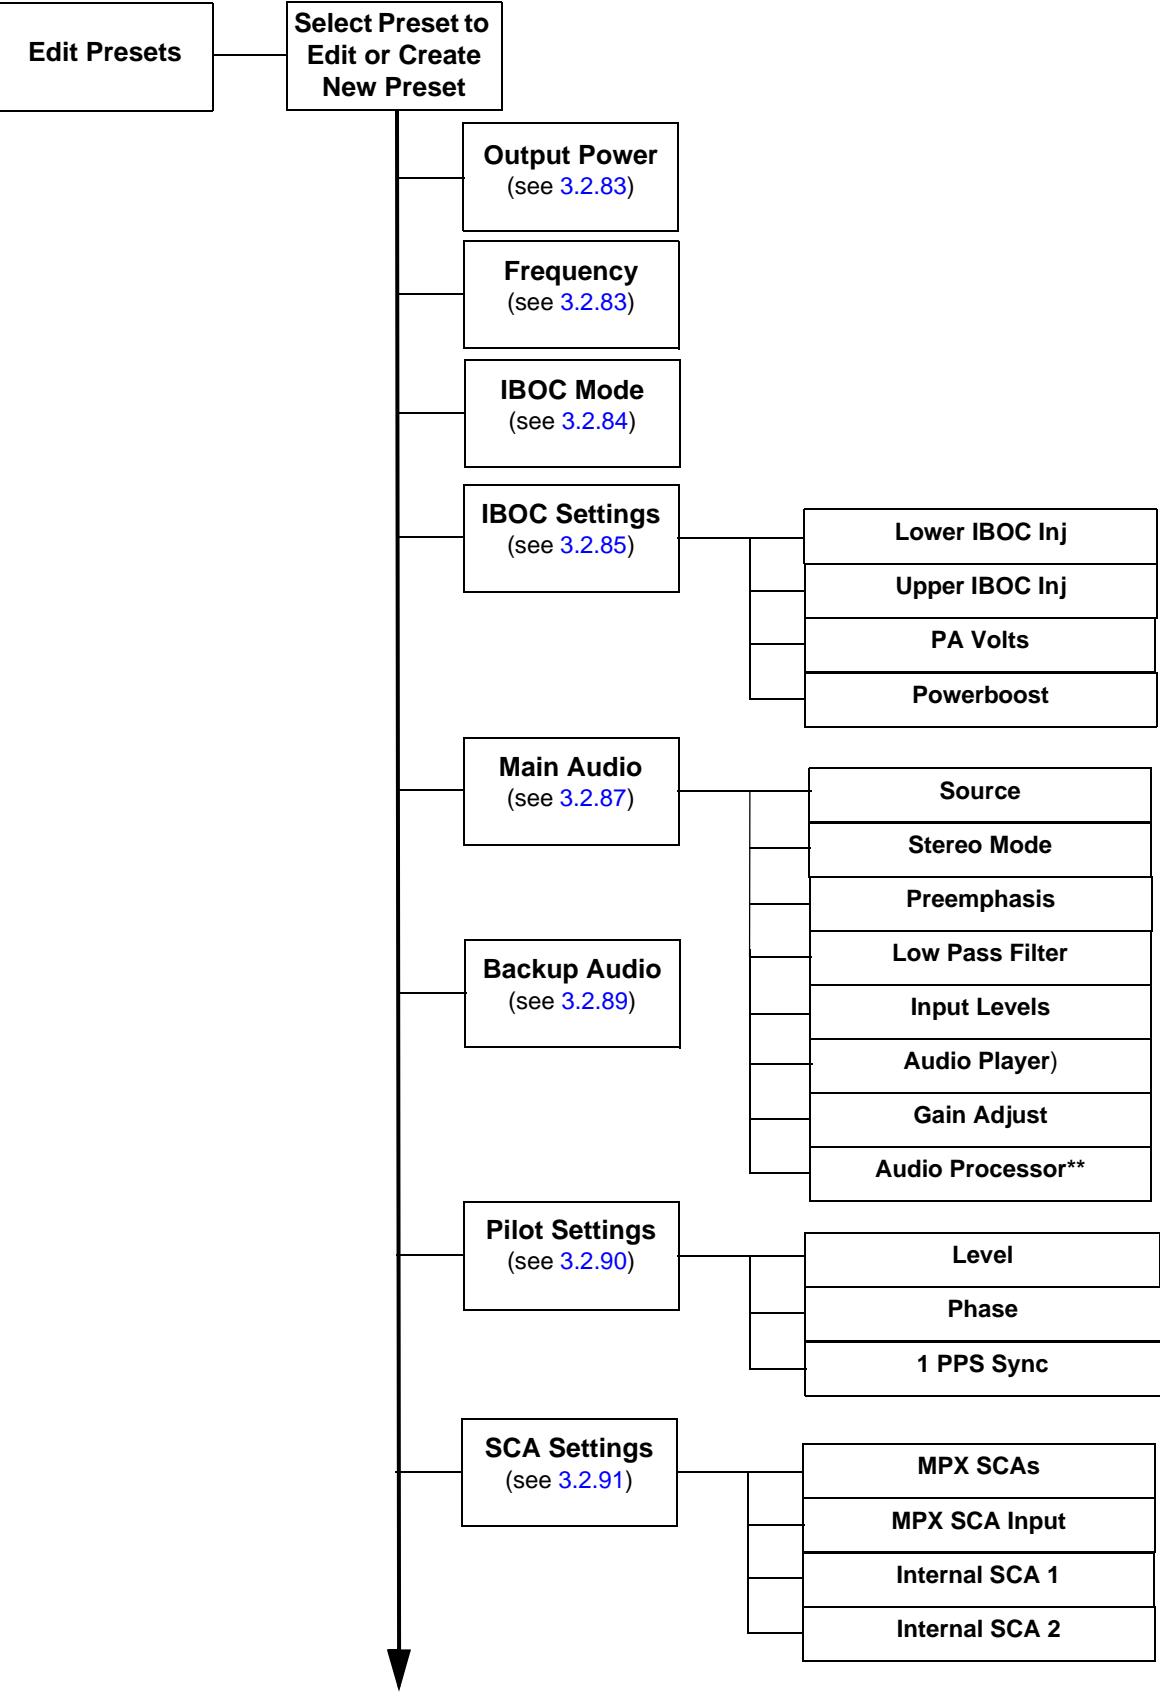 Edit Presets
Select Preset to
Edit or Create
New Preset
Output Power
(see 3.2.83)
Frequency
(see 3.2.83)
IBOC Mode
(see 3.2.84)
IBOC Settings
(see 3.2.85)
Lower IBOC Inj
Upper IBOC Inj
PA Volts
Powerboost
Main Audio
(see 3.2.87)
Source
Stereo Mode
Preemphasis
Low Pass Filter
Input Levels
Audio Player)
Gain Adjust
Audio Processor**
Backup Audio
(see 3.2.89)
Pilot Settings
(see 3.2.90)
Level
Phase
1 PPS Sync
SCA Settings
(see 3.2.91)
MPX SCAs
MPX SCA Input
Internal SCA 1
Internal SCA 2